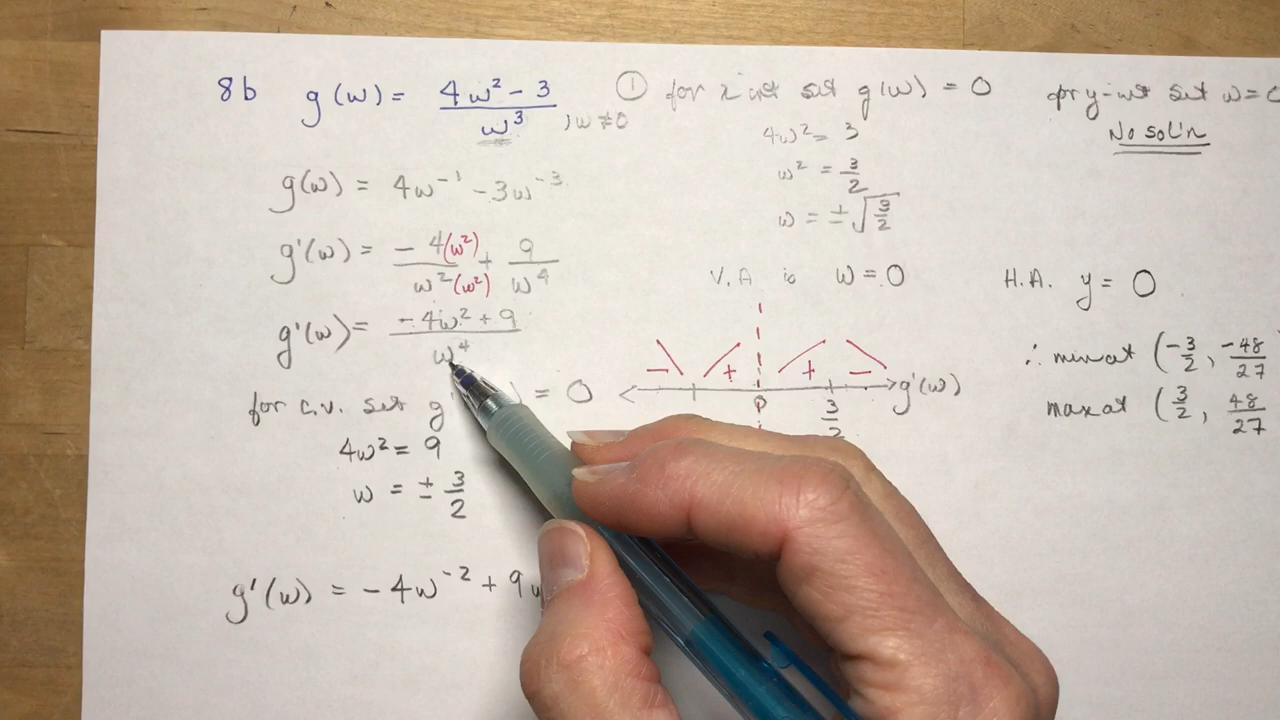 8b g(w) = (4w² - 3)/w³ ; w ≠ 0
g(w) = 4w⁻¹ - 3w⁻³
g'(w) = - 4(w²)/w²(w²) + 9/w⁴
g'(w) = (-4w² + 9)/w⁴
for c.v. set g' ) = 0
4w² = 9
w = ± 3/2
g'(w) = -4w⁻² + 9w
① for x int set g(w) = 0
4w² = 3
w² = 3/2
w = ± √(3/2)
V.A is w = 0
- + 0 + - g'(w)
3/2
for y-int set w = 0
No sol'n
H.A. y = 0
∴ min at (-3/2, -48/27
max at (3/2, 48/27